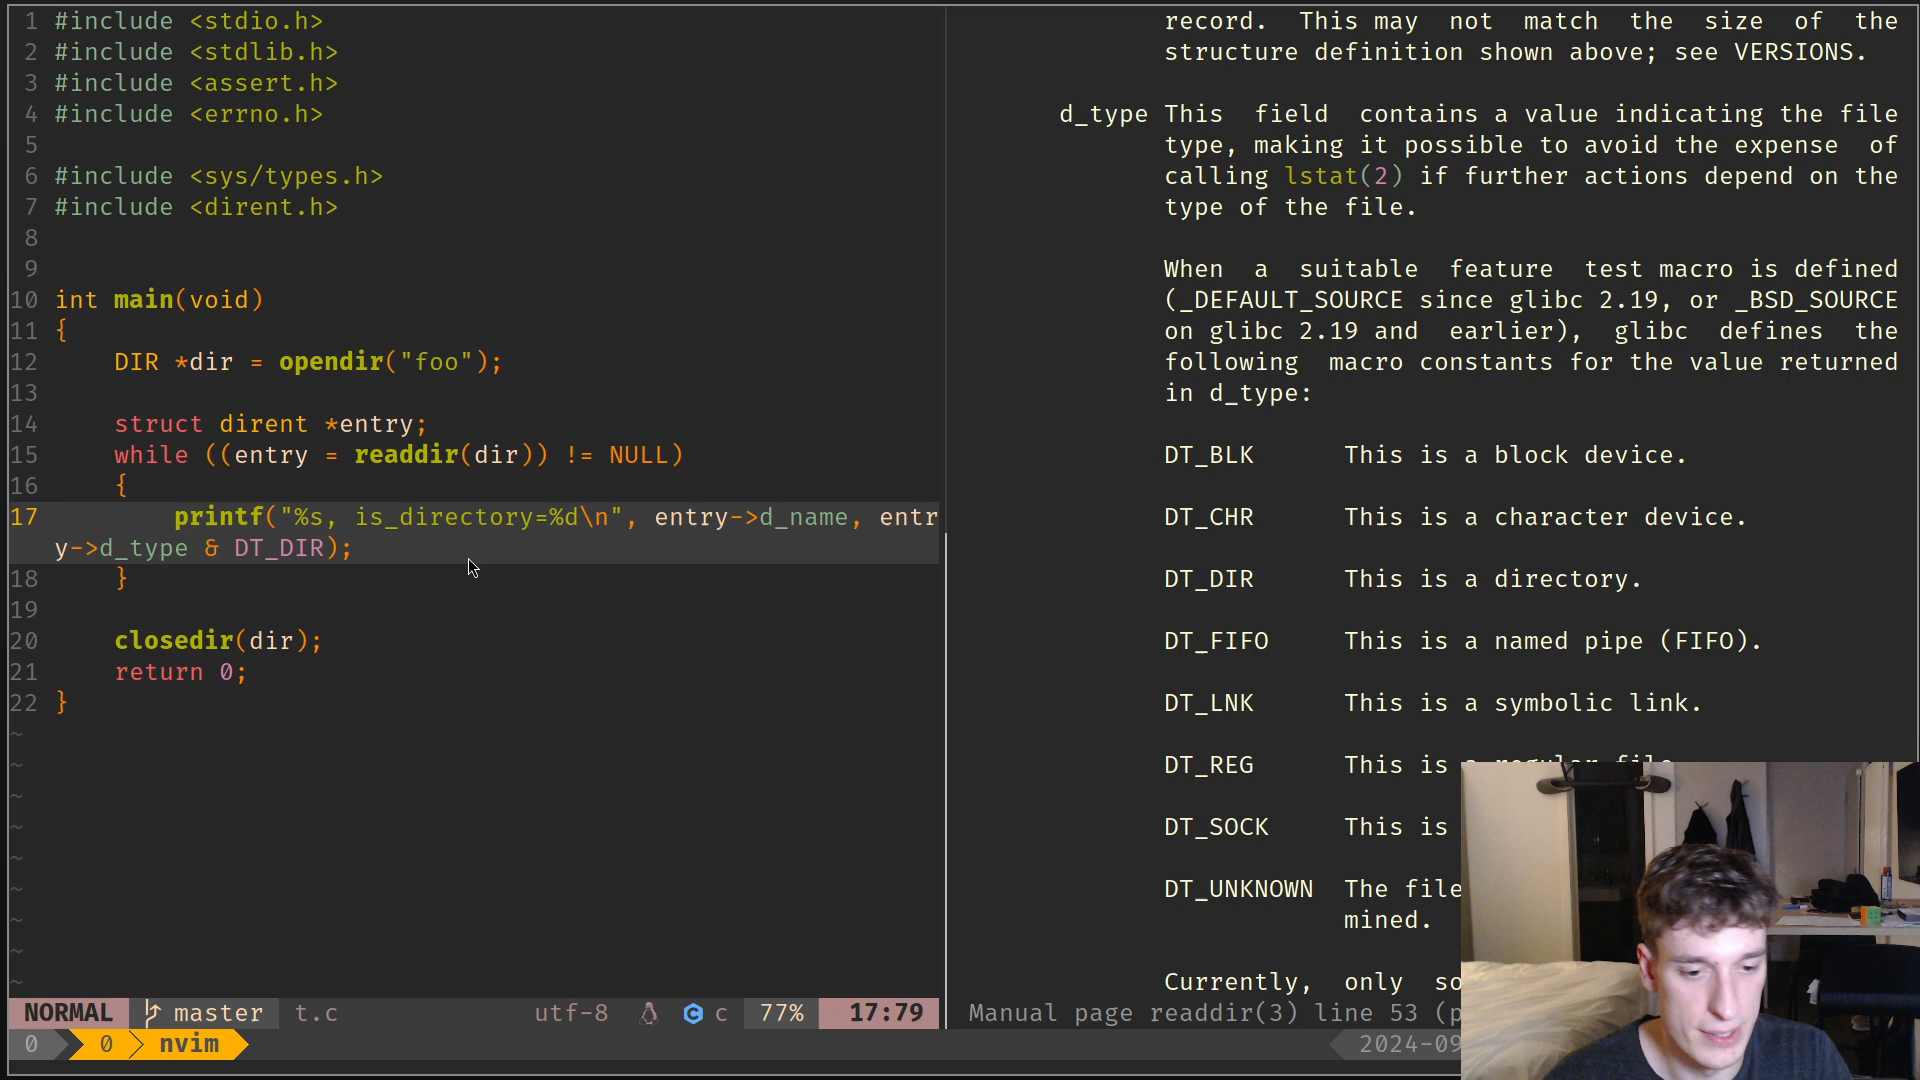 1 #include <stdio.h>
2 #include <stdlib.h>
3 #include <assert.h>
4 #include <errno.h>
5
6 #include <sys/types.h>
7 #include <dirent.h>
8
9
10 int main(void)
11 {
12     DIR *dir = opendir("foo");
13
14     struct dirent *entry;
15     while ((entry = readdir(dir)) != NULL)
16     {
17         printf("%s, is_directory=%d\n", entry->d_name, entr
y->d_type & DT_DIR);
18     }
19
20     closedir(dir);
21     return 0;
22 }
~
~
~
~
~
~
~
~
~
NORMAL master t.c utf-8 c 77% 17:79
0 0 nvim
record. This may not match the size of the
structure definition shown above; see VERSIONS.
d_type This field contains a value indicating the file
type, making it possible to avoid the expense of
calling lstat(2) if further actions depend on the
type of the file.
When a suitable feature test macro is defined
(_DEFAULT_SOURCE since glibc 2.19, or _BSD_SOURCE
on glibc 2.19 and earlier), glibc defines the
following macro constants for the value returned
in d_type:
DT_BLK This is a block device.
DT_CHR This is a character device.
DT_DIR This is a directory.
DT_FIFO This is a named pipe (FIFO).
DT_LNK This is a symbolic link.
DT_REG This is a regular file.
DT_SOCK This is
DT_UNKNOWN The file
mined.
Currently, only so
Manual page readdir(3) line 53 (p
2024-09